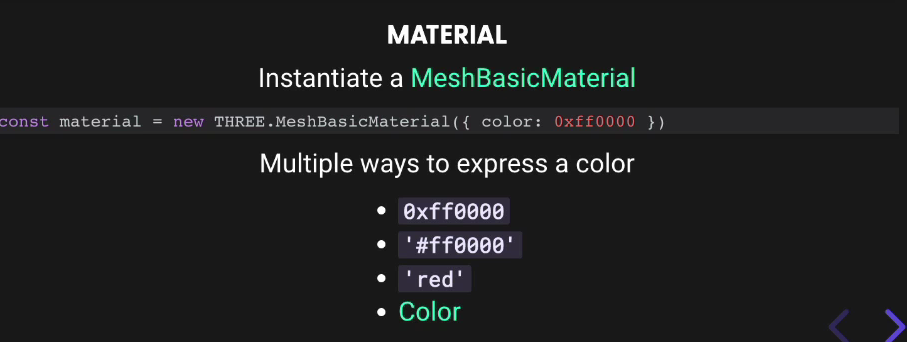 MATERIAL
Instantiate a MeshBasicMaterial
const material = new THREE.MeshBasicMaterial({ color: 0xff0000 })
Multiple ways to express a color
• 0xff0000
• '#ff0000'
• 'red'
• Color